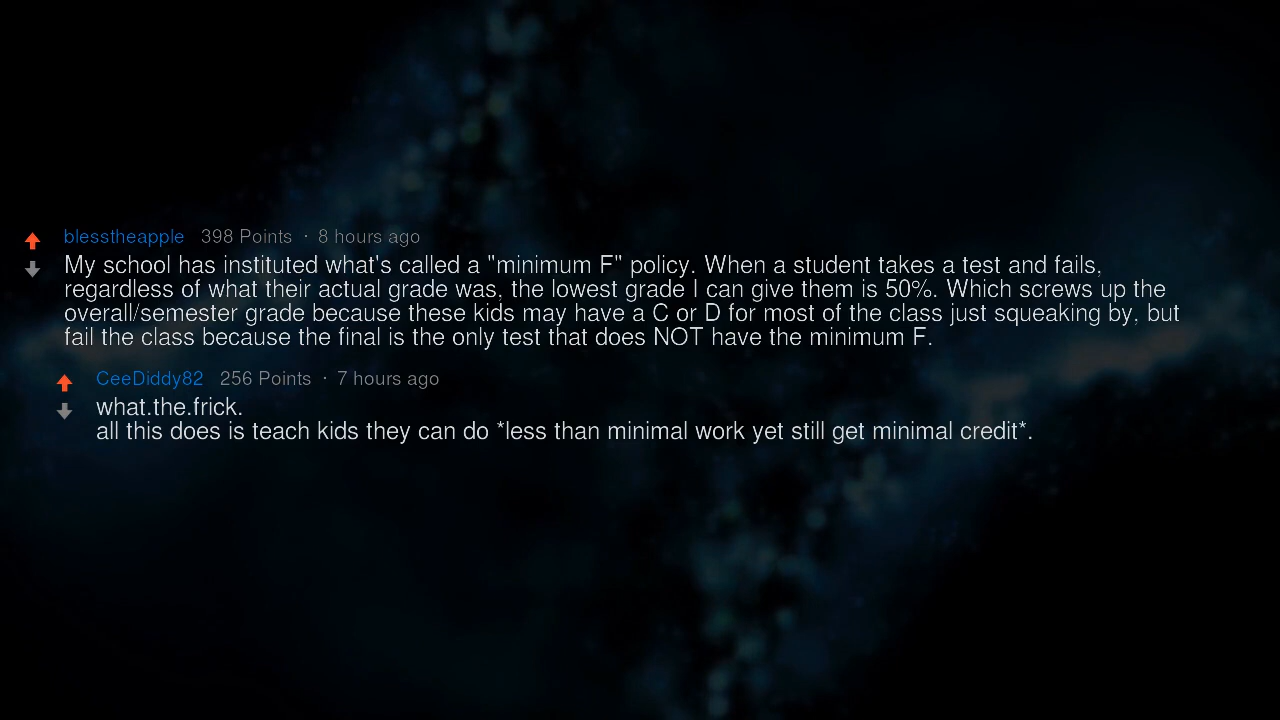 blesstheapple 398 Points · 8 hours ago
My school has instituted what's called a "minimum F" policy. When a student takes a test and fails,
regardless of what their actual grade was, the lowest grade I can give them is 50%. Which screws up the
overall/semester grade because these kids may have a C or D for most of the class just squeaking by, but
fail the class because the final is the only test that does NOT have the minimum F.
CeeDiddy82 256 Points · 7 hours ago
what.the.frick.
all this does is teach kids they can do *less than minimal work yet still get minimal credit*.